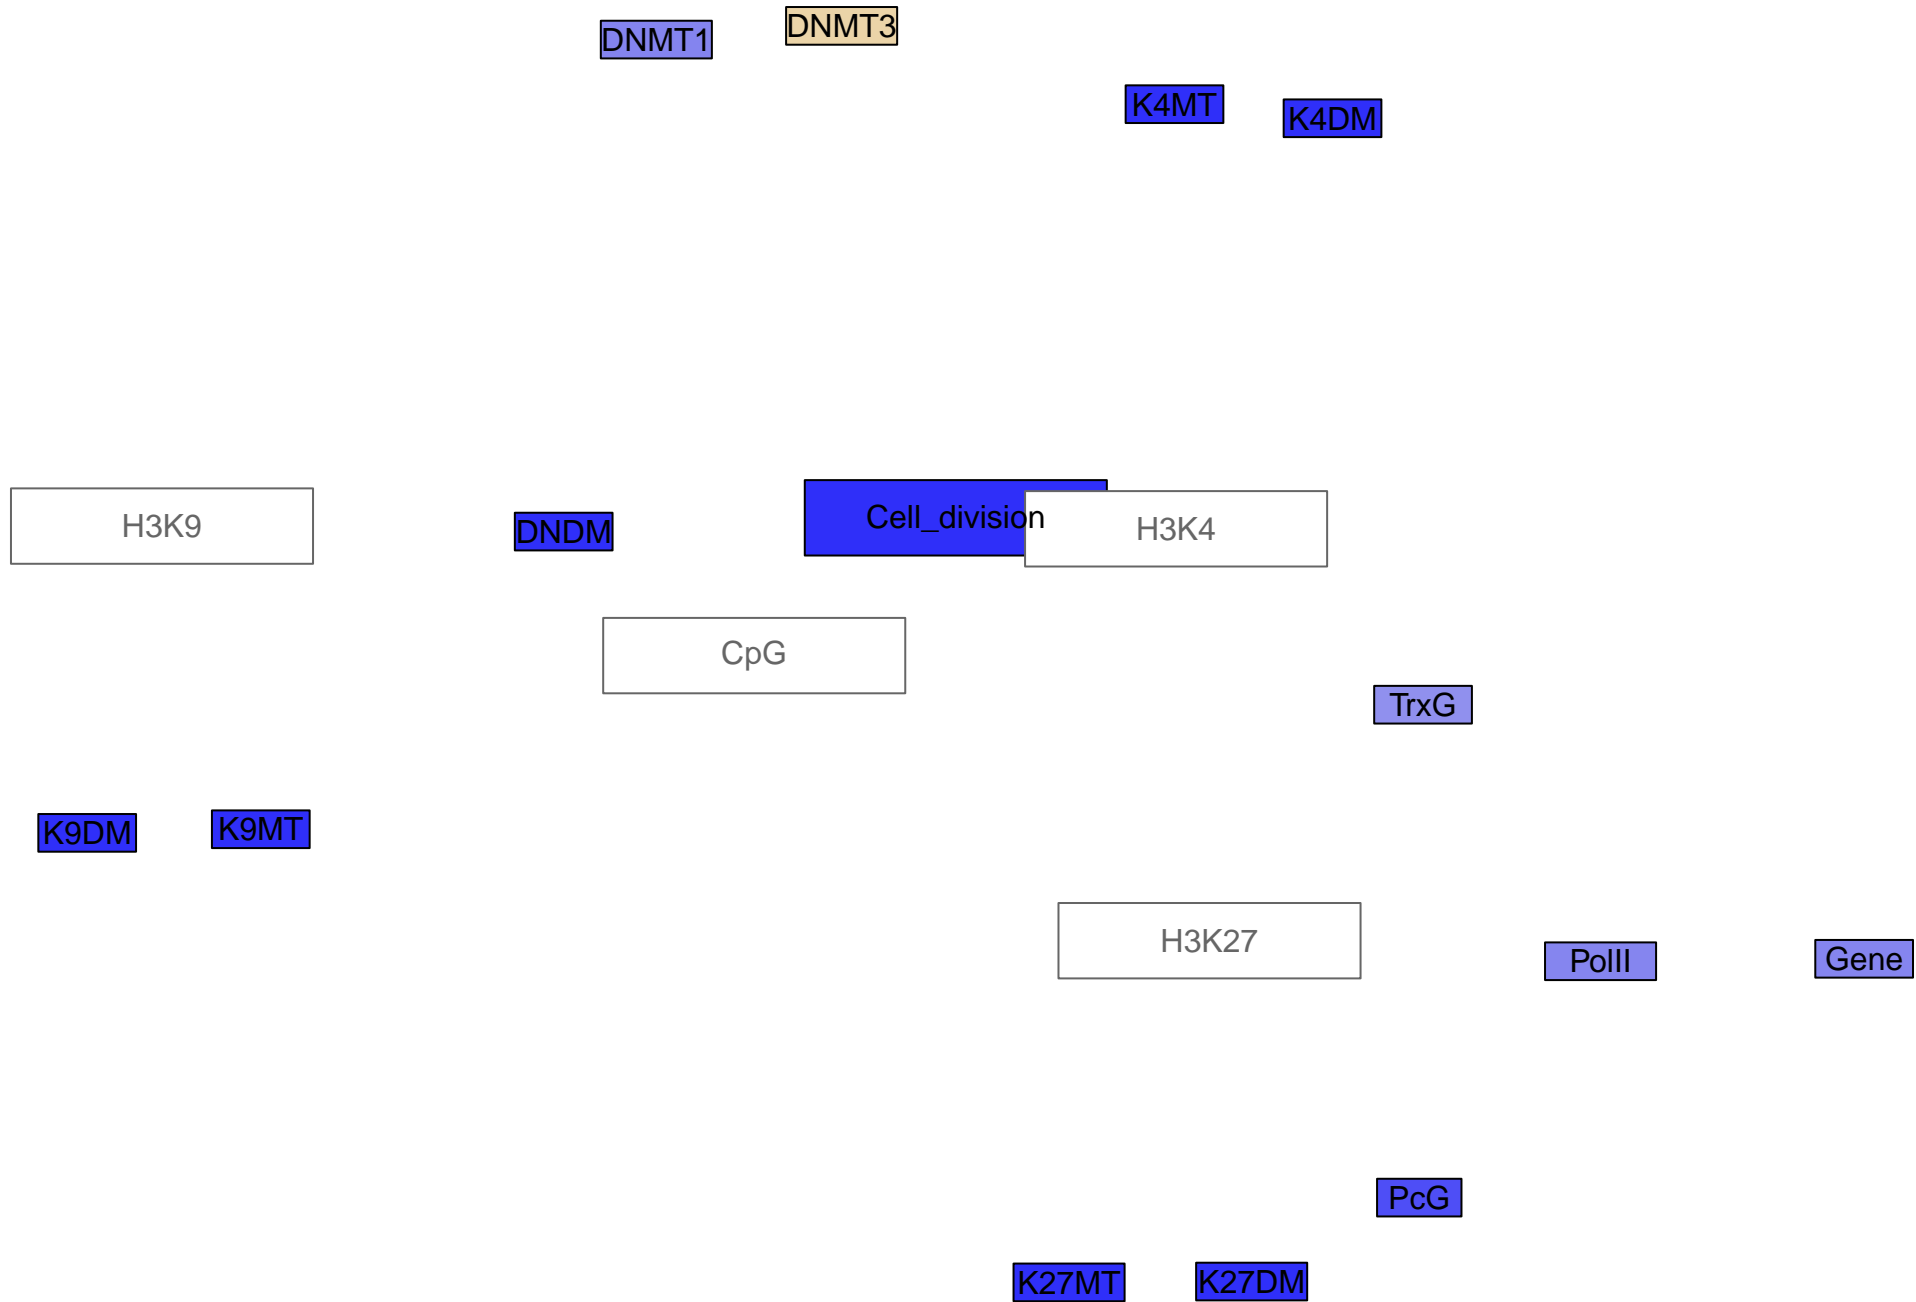 DNMT1
DNMT3
K4MT
K4DM
H3K9
DNDM
Cell_division
H3K4
CpG
TrxG
K9DM
K9MT
H3K27
PolII
Gene
PcG
K27MT
K27DM